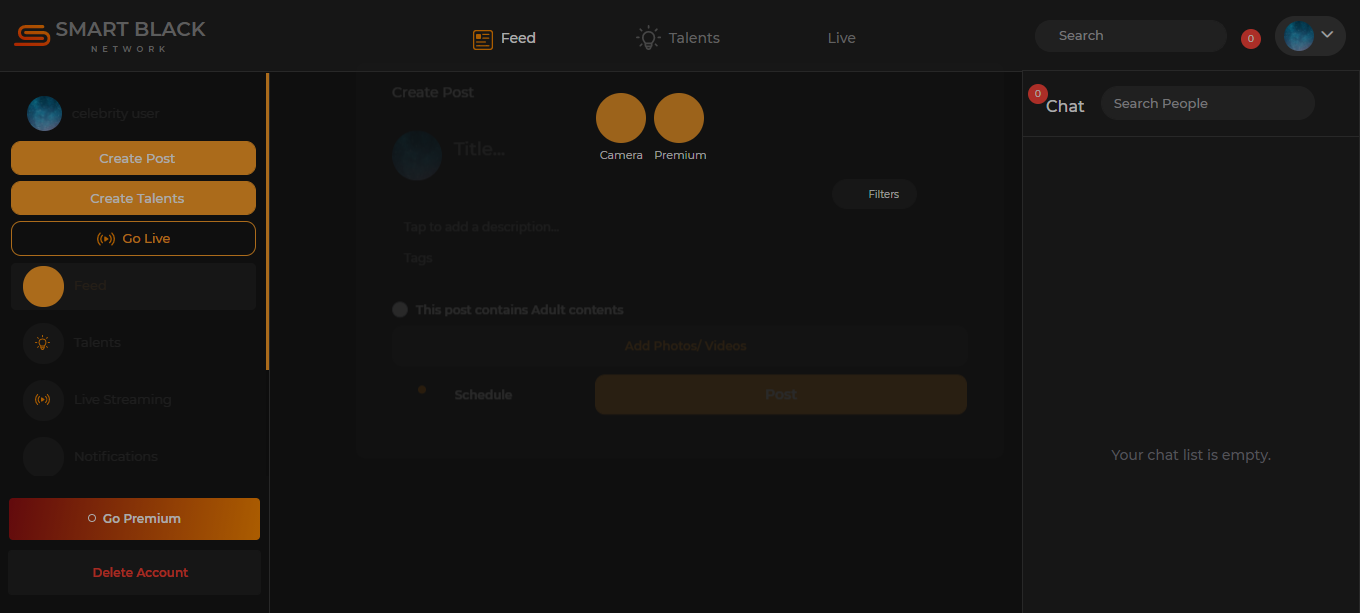 SMART BLACK
NETWORK
Feed
Talents
Live
Search
0
celebrity user
Create Post
Create Talents
Go Live
Feed
Talents
Live Streaming
Notifications
Go Premium
Delete Account
Create Post
Title...
Camera
Premium
Filters
Tap to add a description...
Tags
This post contains Adult contents
Add Photos/ Videos
Schedule
Post
0
Chat
Search People
Your chat list is empty.